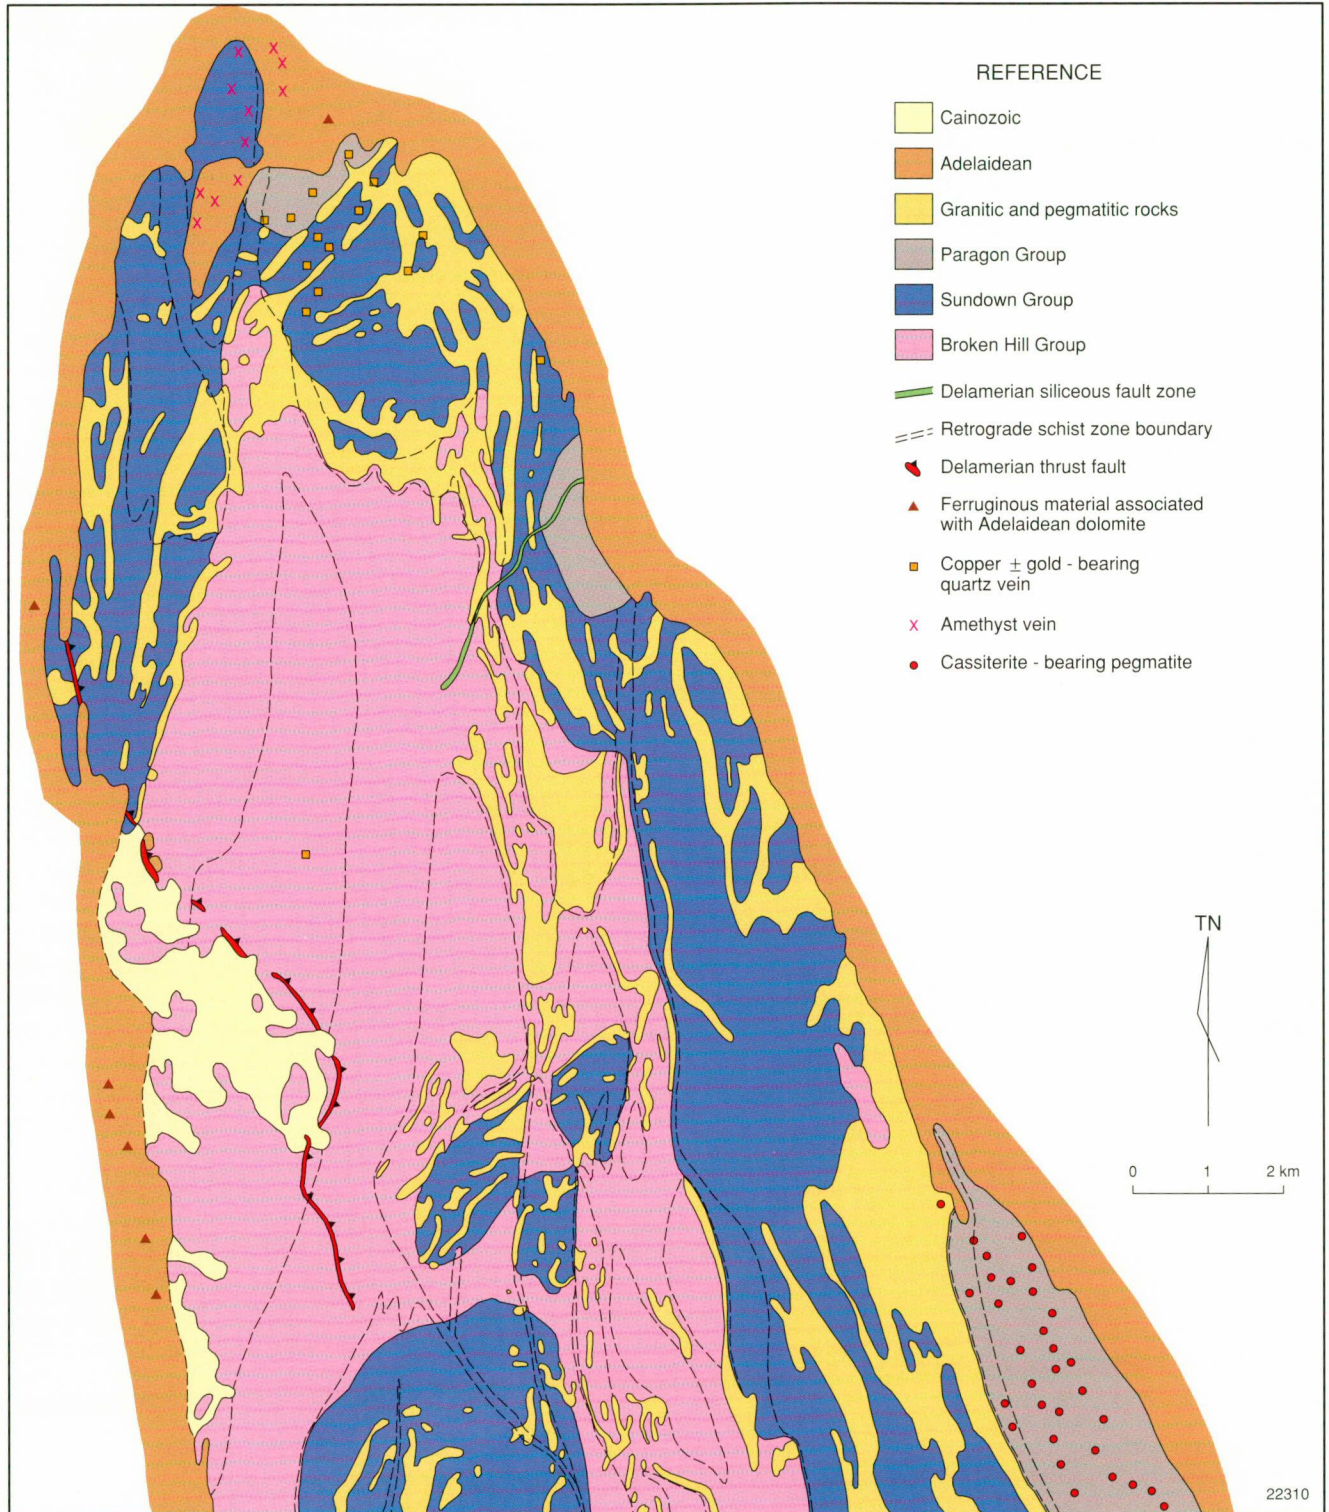 REFERENCE
Cainozoic
Adelaidean
Granitic and pegmatitic rocks
Paragon Group
Sundown Group
Broken Hill Group
Delamerian siliceous fault zone
Retrograde schist zone boundary
Delamerian thrust fault
Ferruginous material associated
with Adelaidean dolomite
Copper ± gold - bearing
quartz vein
Amethyst vein
Cassiterite - bearing pegmatite
TN
0 1 2 km
22310